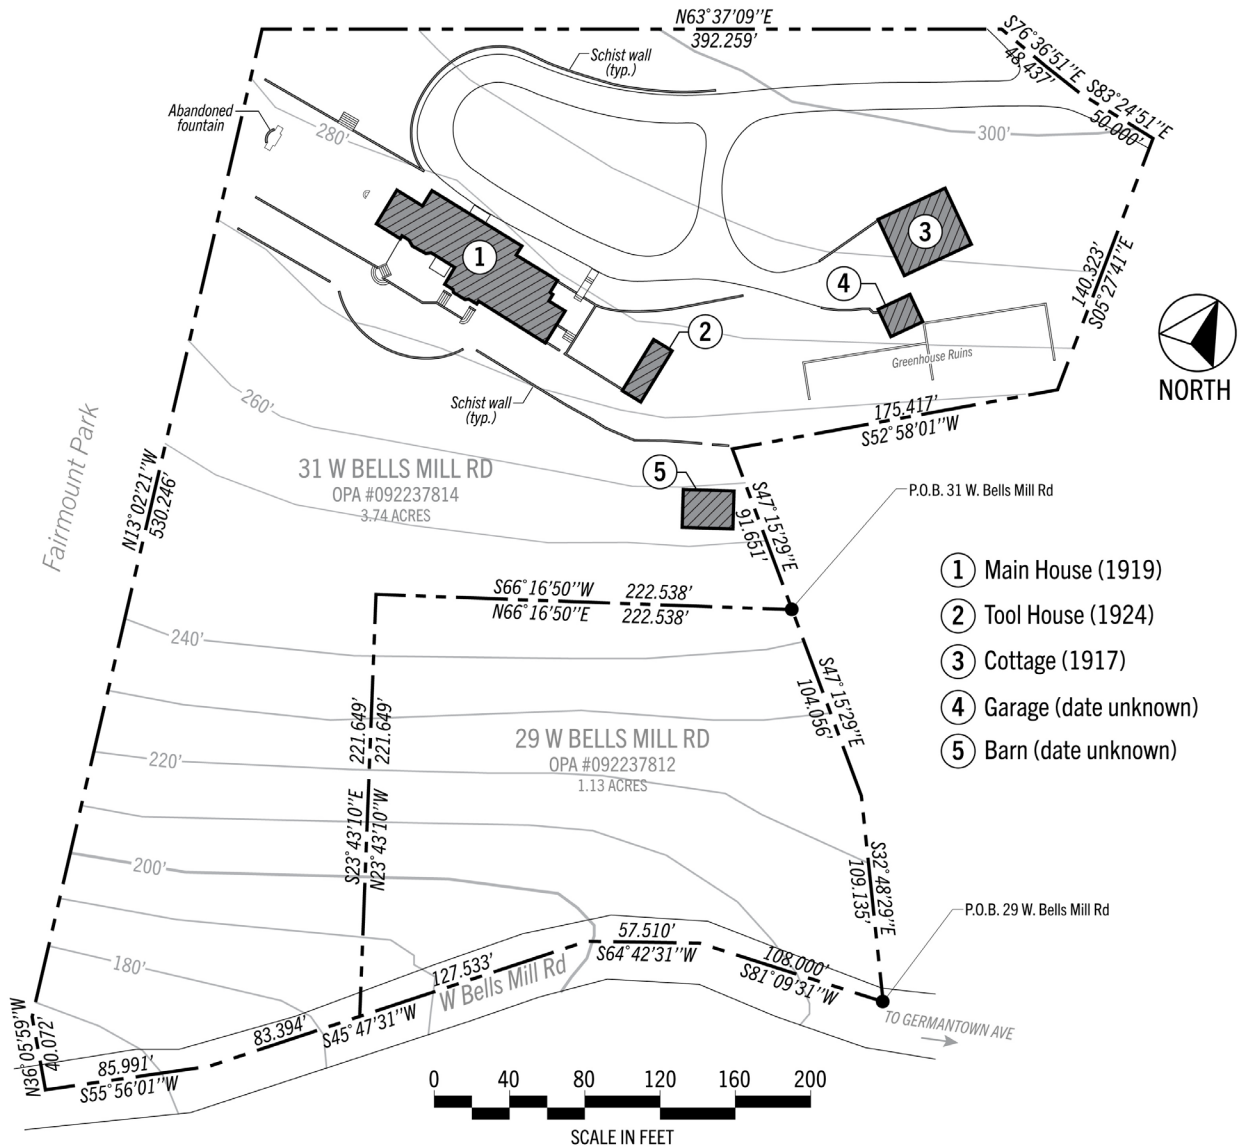 N63°37'09''E
392.259'
S76°36'51''E
48.437'
S83°24'51''E
50.000'
Schist wall
(typ.)
Abandoned
fountain
280'
300'
1
3
4
2
140.323'
S05°27'41''E
Greenhouse Ruins
NORTH
260'
Schist wall
(typ.)
175.417'
S52°58'01''W
Fairmount Park
N13°02'21''W
530.246'
31 W BELLS MILL RD
OPA #092237814
3.74 ACRES
5
S47°15'29''E
91.651'
P.O.B. 31 W. Bells Mill Rd
S66°16'50''W 222.538'
N66°16'50''E 222.538'
1 Main House (1919)
2 Tool House (1924)
3 Cottage (1917)
4 Garage (date unknown)
5 Barn (date unknown)
240'
S47°15'29''E
104.056'
S23°43'10''E 221.649'
N23°43'10''W 221.649'
29 W BELLS MILL RD
OPA #092237812
1.13 ACRES
220'
200'
S32°48'29''E
109.135'
P.O.B. 29 W. Bells Mill Rd
180'
57.510'
S64°42'31''W
108.000'
S81°09'31''W
127.533'
W Bells Mill Rd
83.394'
S45°47'31''W
TO GERMANTOWN AVE
N36°05'59''W
40.072'
85.991'
S55°56'01''W
0 40 80 120 160 200
SCALE IN FEET